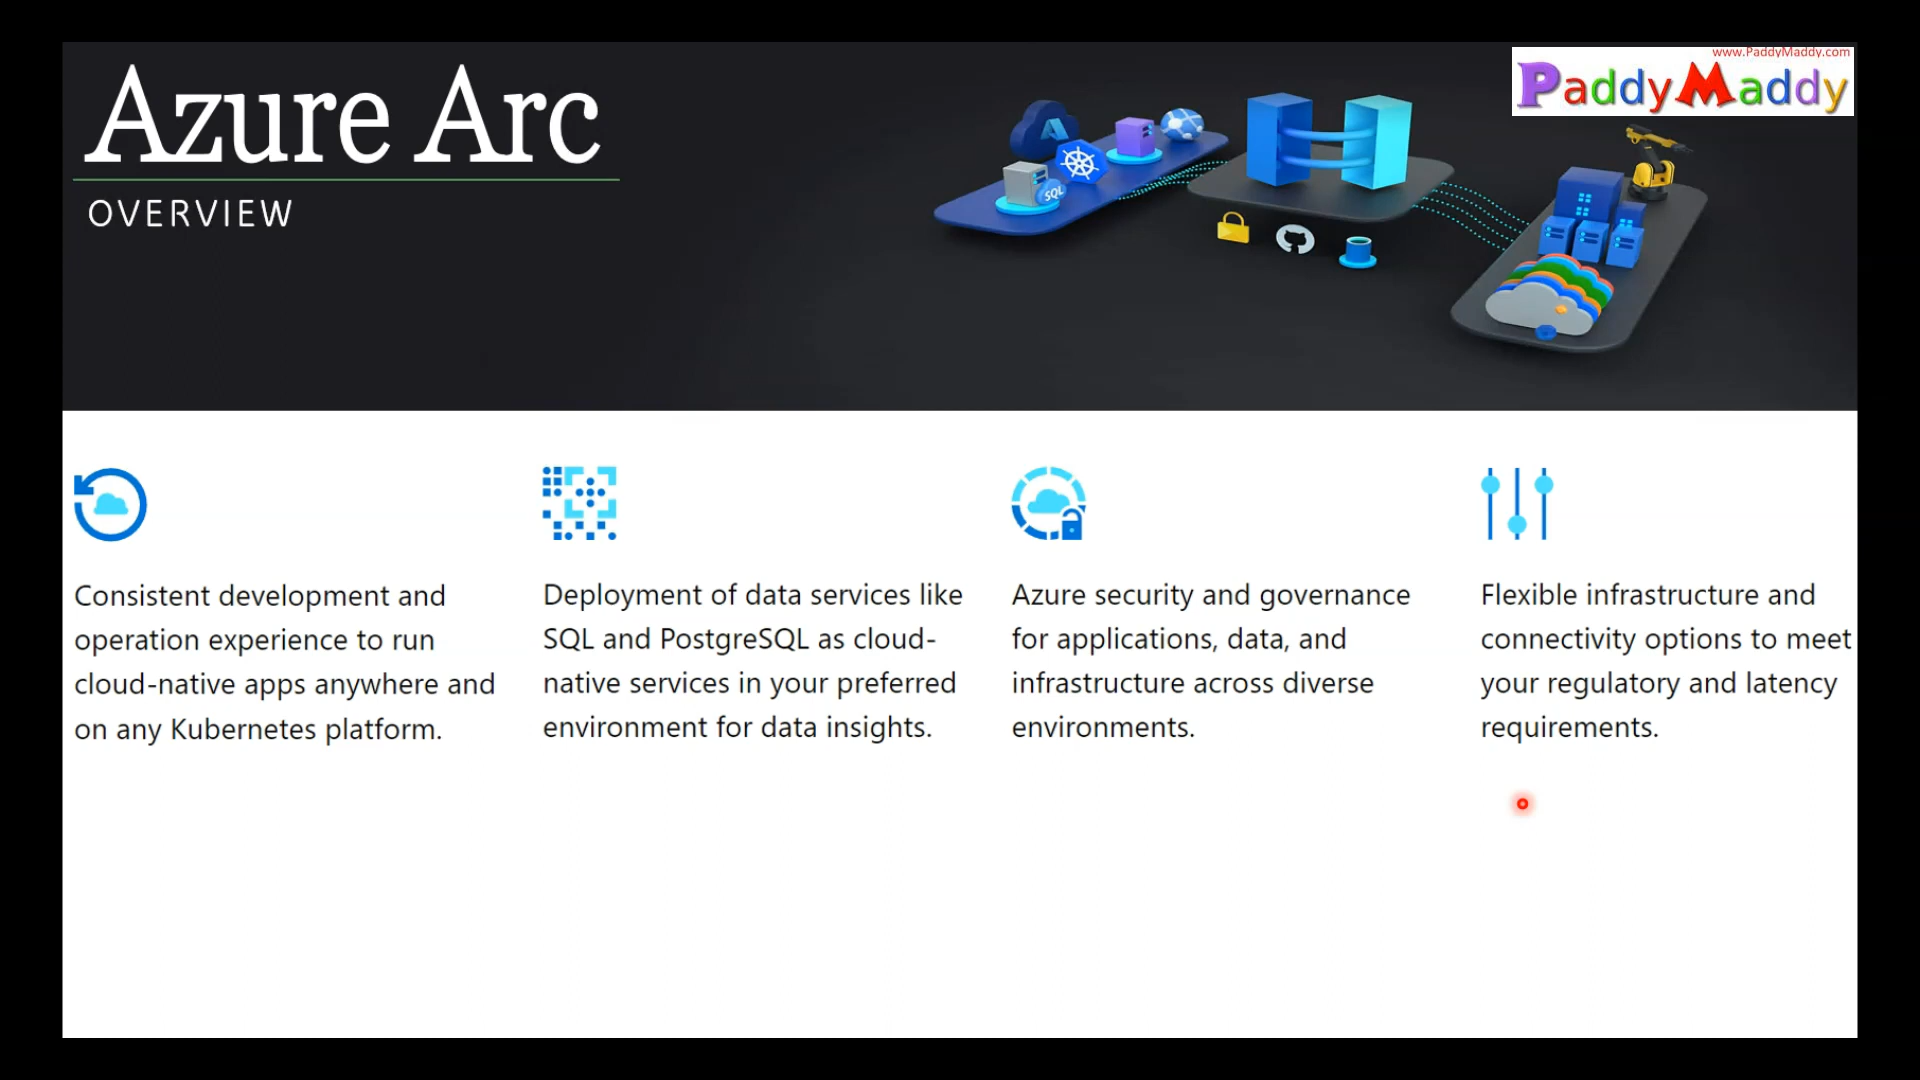 www.PaddyMaddy.com
PaddyMaddy
Azure Arc
OVERVIEW
SQL
Consistent development and
operation experience to run
cloud-native apps anywhere and
on any Kubernetes platform.
Deployment of data services like
SQL and PostgreSQL as cloud-
native services in your preferred
environment for data insights.
Azure security and governance
for applications, data, and
infrastructure across diverse
environments.
Flexible infrastructure and
connectivity options to meet
your regulatory and latency
requirements.